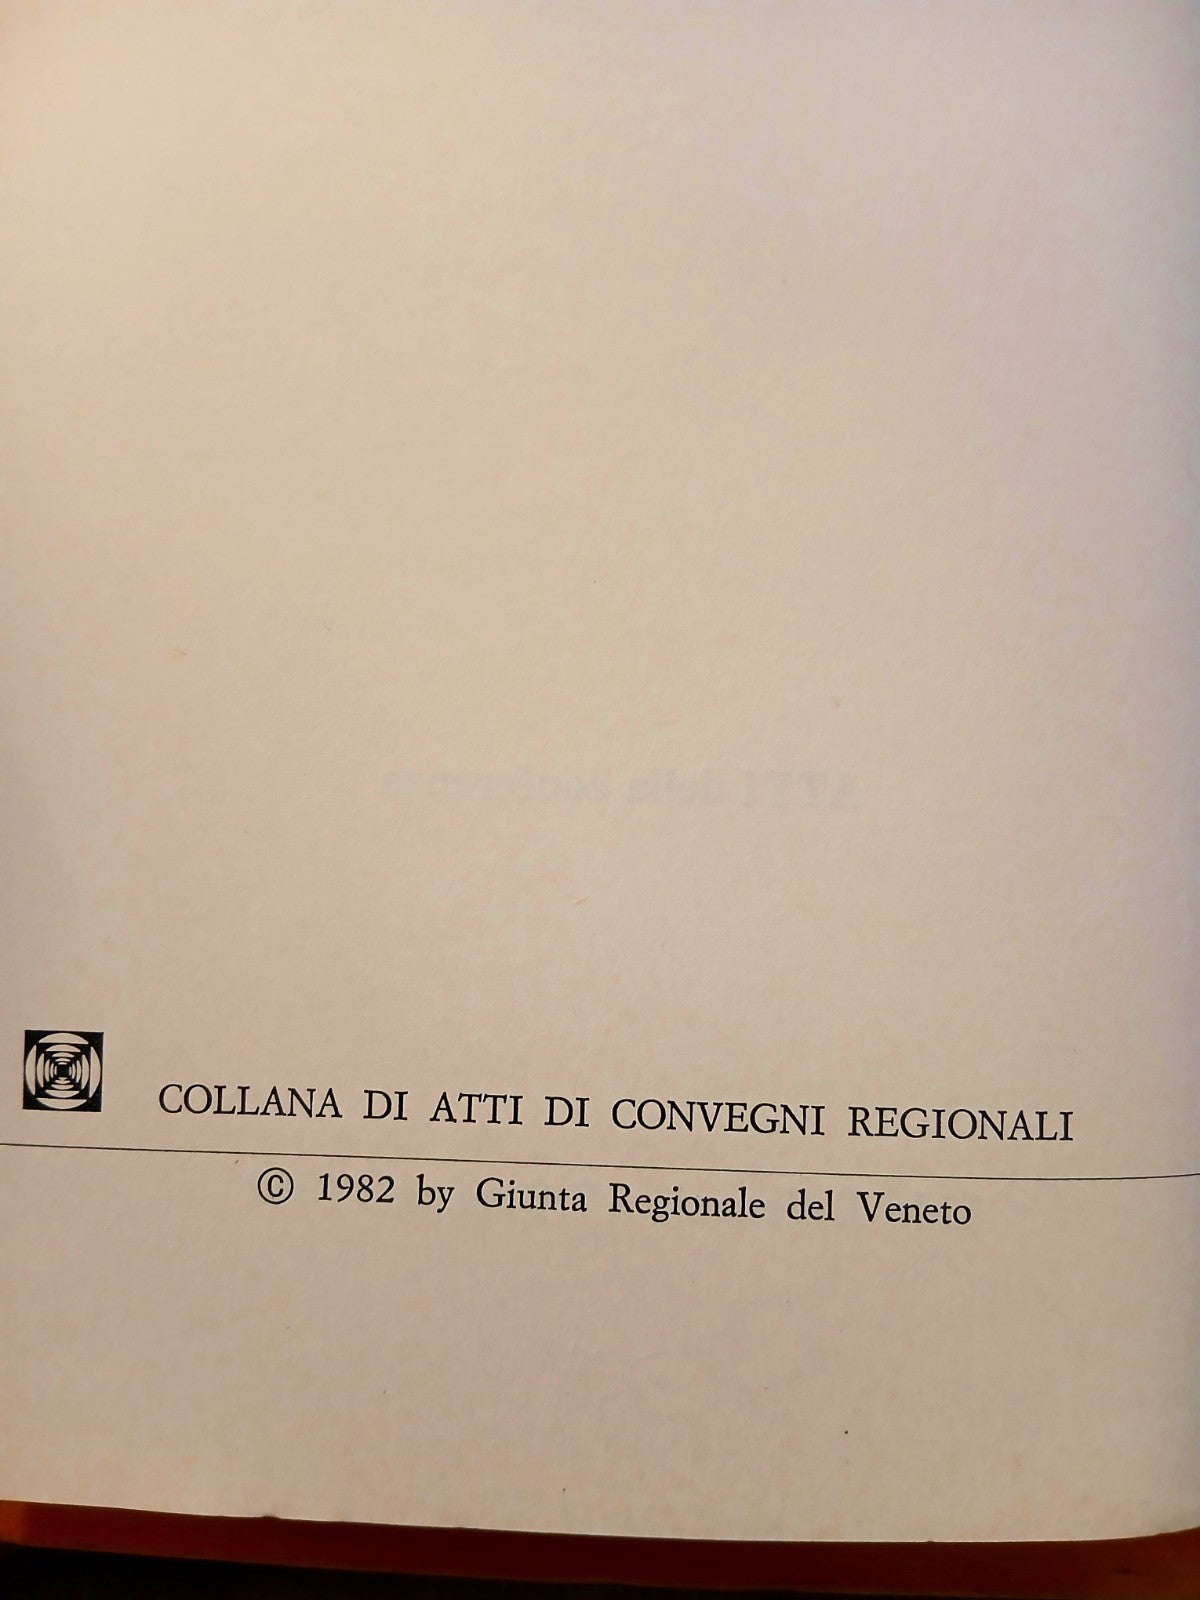 COLLANA DI ATTI DI CONVEGNI REGIONALI
© 1982 by Giunta Regionale del Veneto